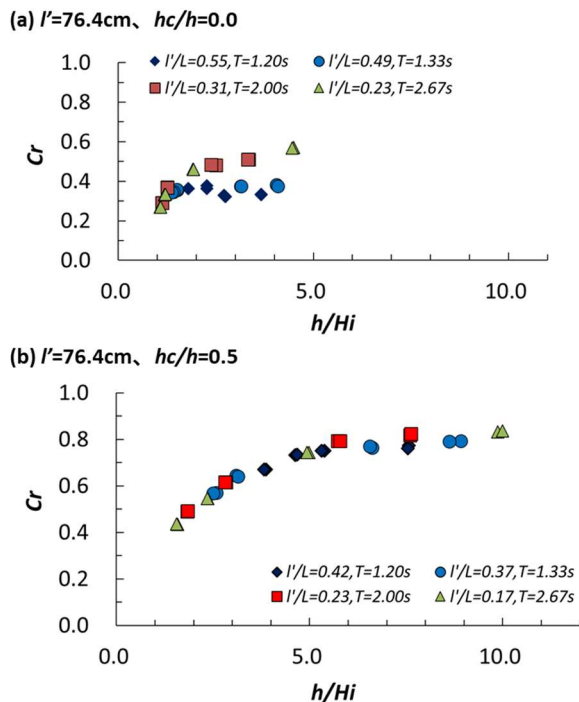 (a) l'=76.4cm、hc/h=0.0
l'/L=0.55,T=1.20s l'/L=0.49,T=1.33s
l'/L=0.31,T=2.00s l'/L=0.23,T=2.67s
1.0
0.8
0.6
0.4
0.2
0.0
Cr
5.0 10.0
h/Hi
(b) l'=76.4cm、hc/h=0.5
1.0
0.8
0.6
0.4
0.2
0.0
Cr
l'/L=0.42,T=1.20s l'/L=0.37,T=1.33s
l'/L=0.23,T=2.00s l'/L=0.17,T=2.67s
0.0 5.0 10.0
h/Hi